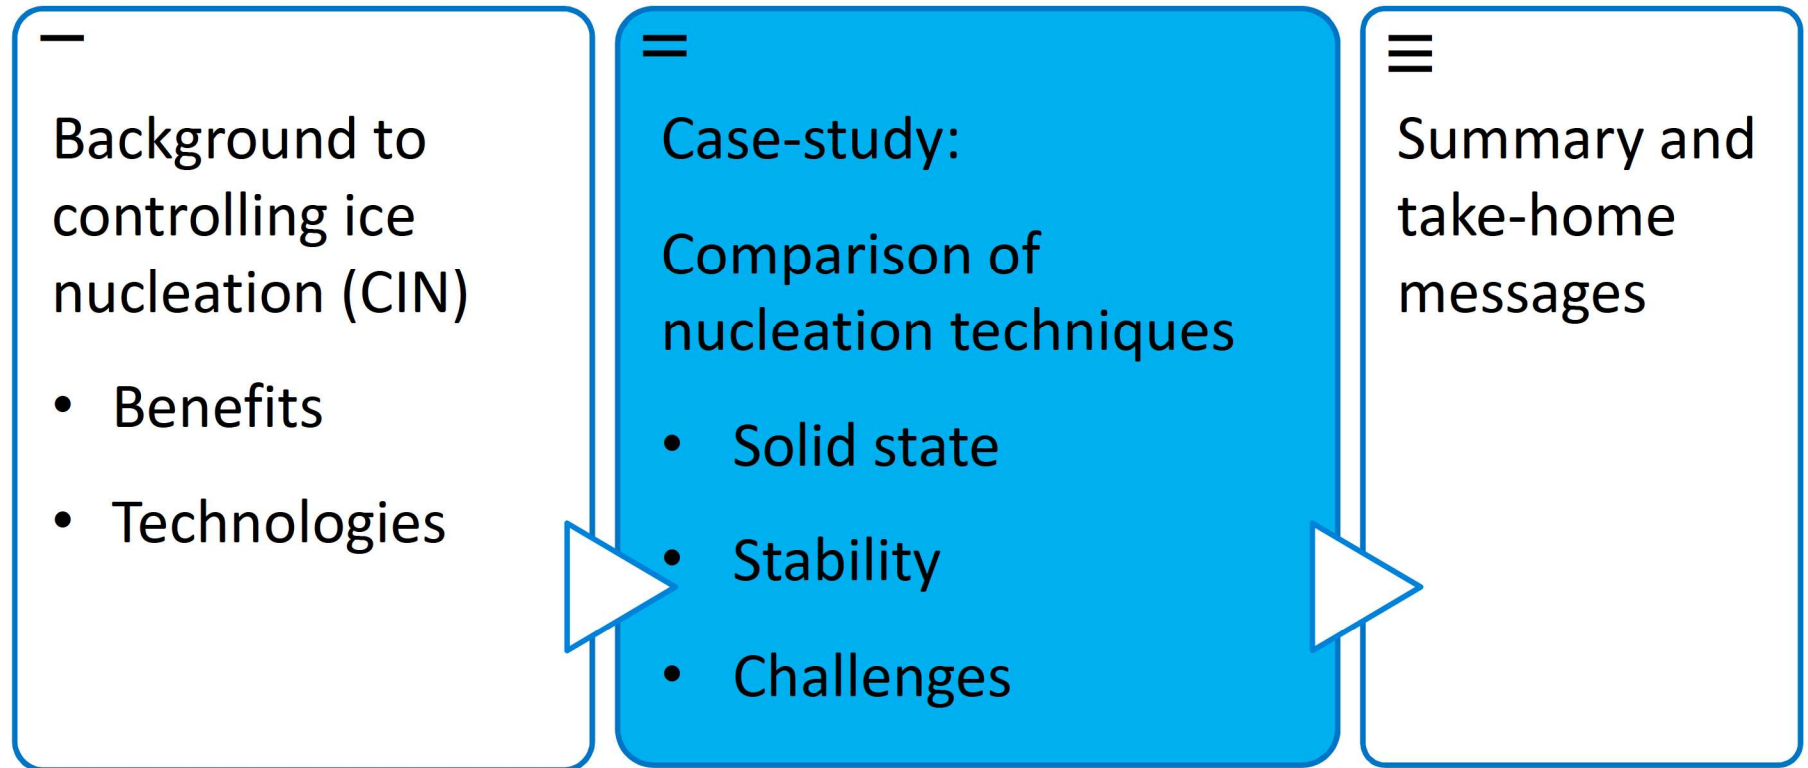 Background to
controlling ice
nucleation (CIN)
• Benefits
• Technologies
Case-study:
Comparison of
nucleation techniques
• Solid state
• Stability
• Challenges
Summary and
take-home
messages